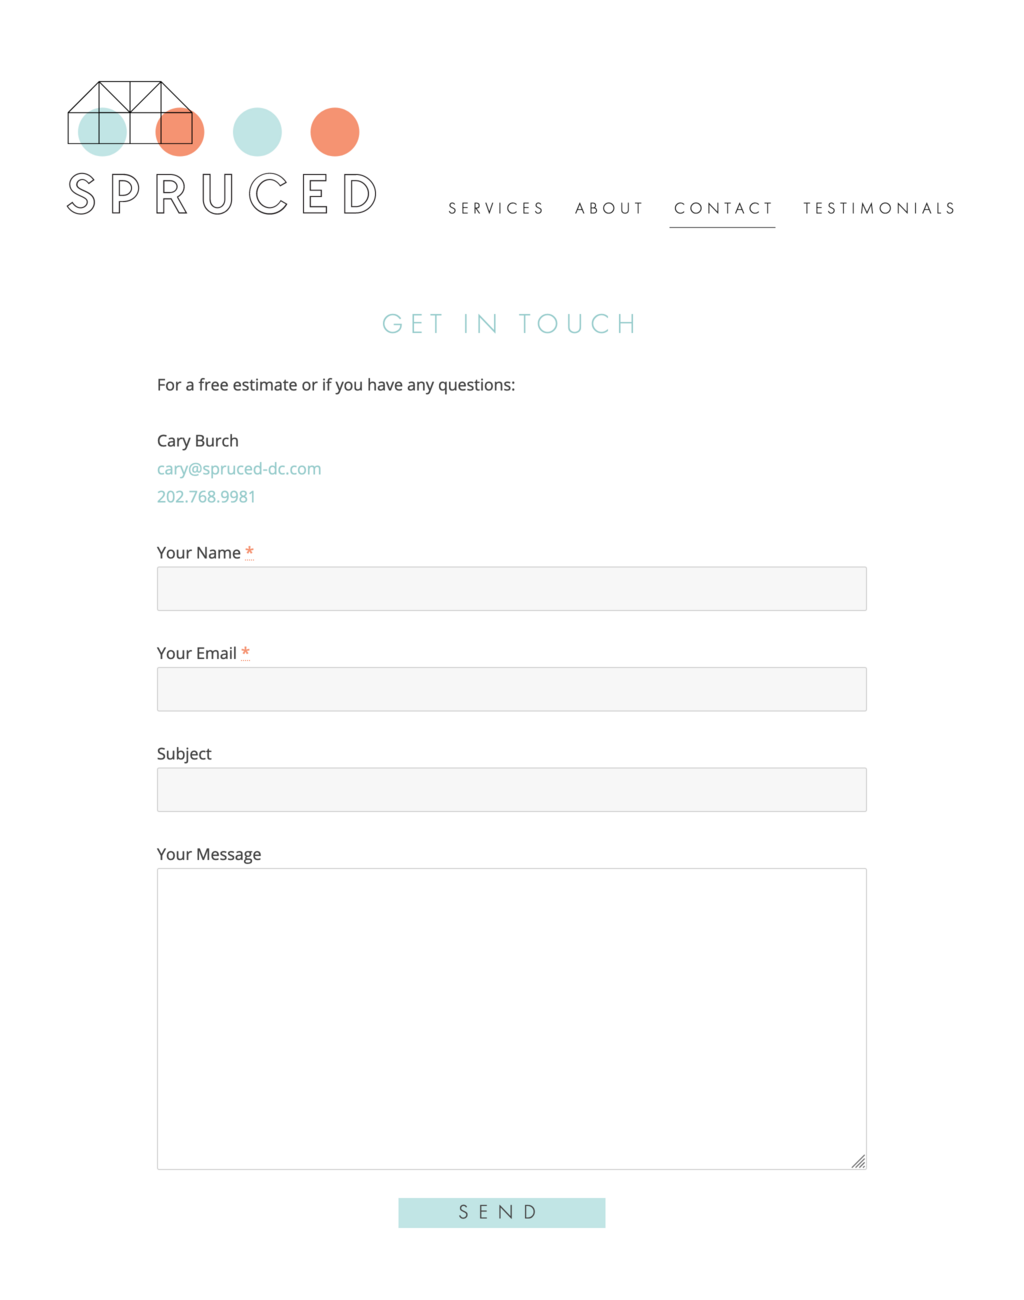 SPRUCED
SERVICES ABOUT CONTACT TESTIMONIALS
GET IN TOUCH
For a free estimate or if you have any questions:
Cary Burch
cary@spruced-dc.com
202.768.9981
Your Name *
Your Email *
Subject
Your Message
SEND